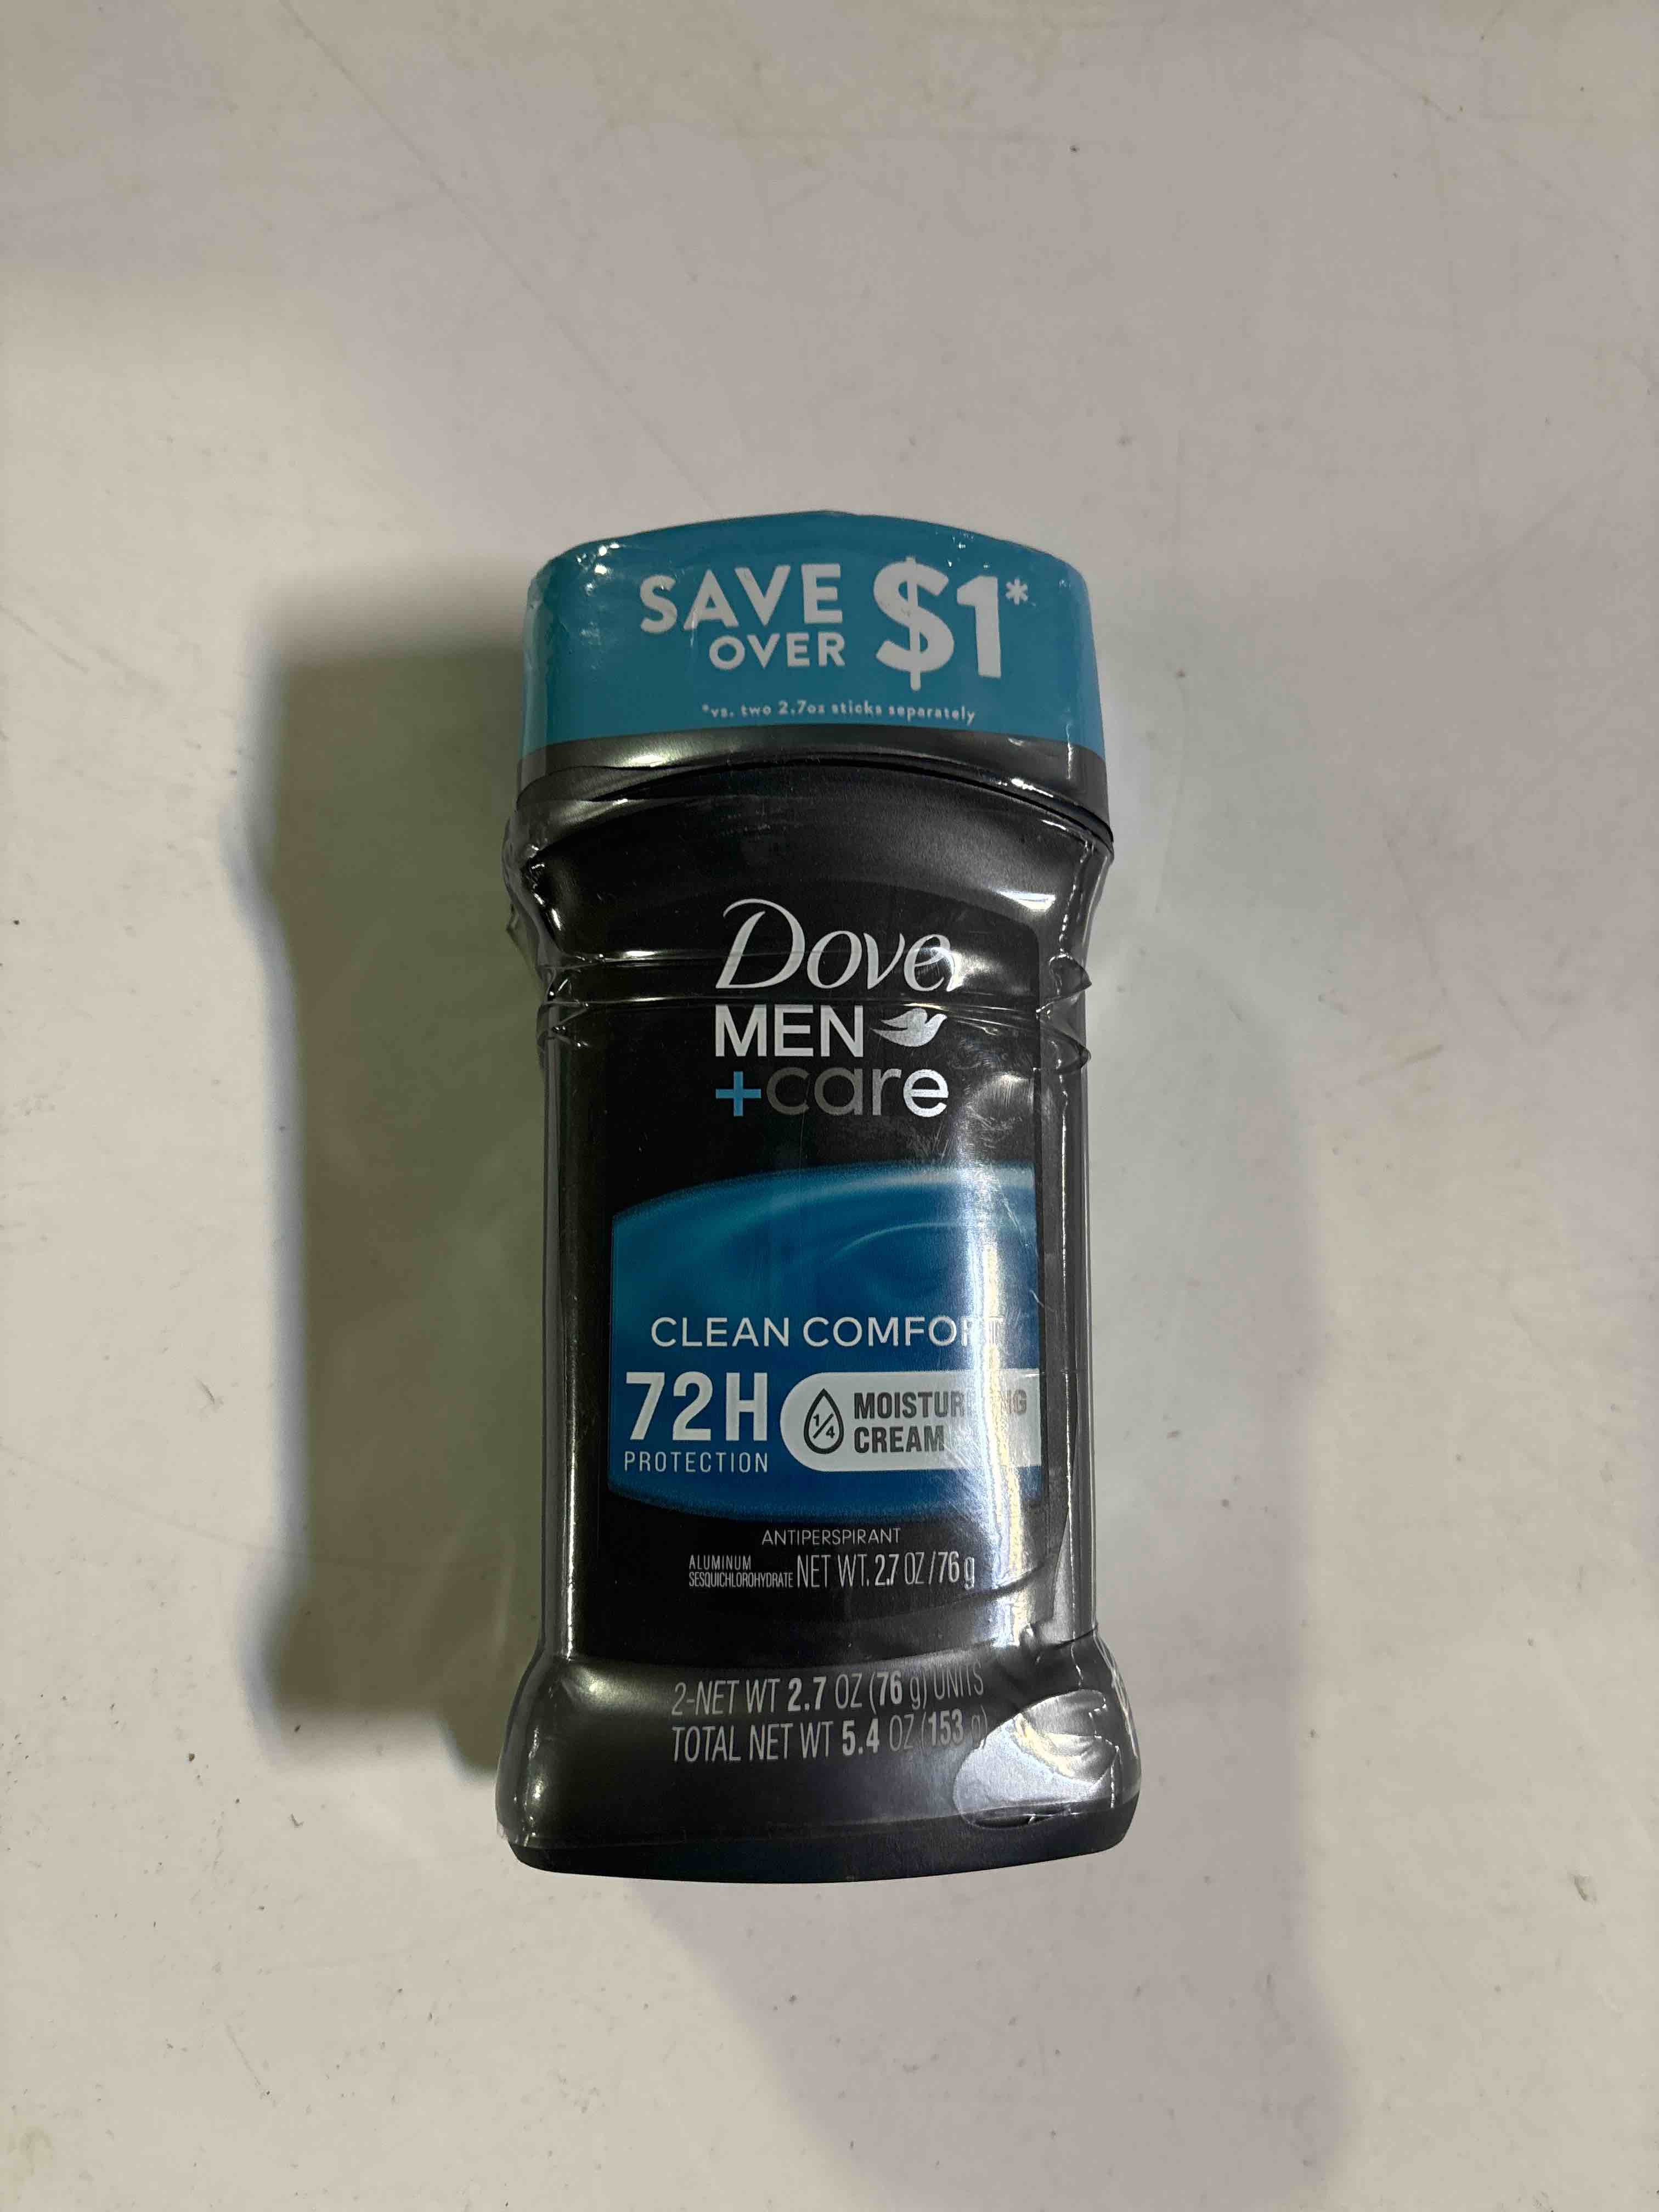 SAVE
OVER
$1*
*vs. two 2.7oz sticks separately
Dove
MEN
+care
CLEAN COMFORT
72H
PROTECTION
1/4
MOISTURIZING
CREAM
ANTIPERSPIRANT
ALUMINUM
SESQUICHLOROHYDRATE
NET WT. 2.7 OZ/76 g
2-NET WT 2.7 OZ (76 g) UNITS
TOTAL NET WT 5.4 OZ (153 g)